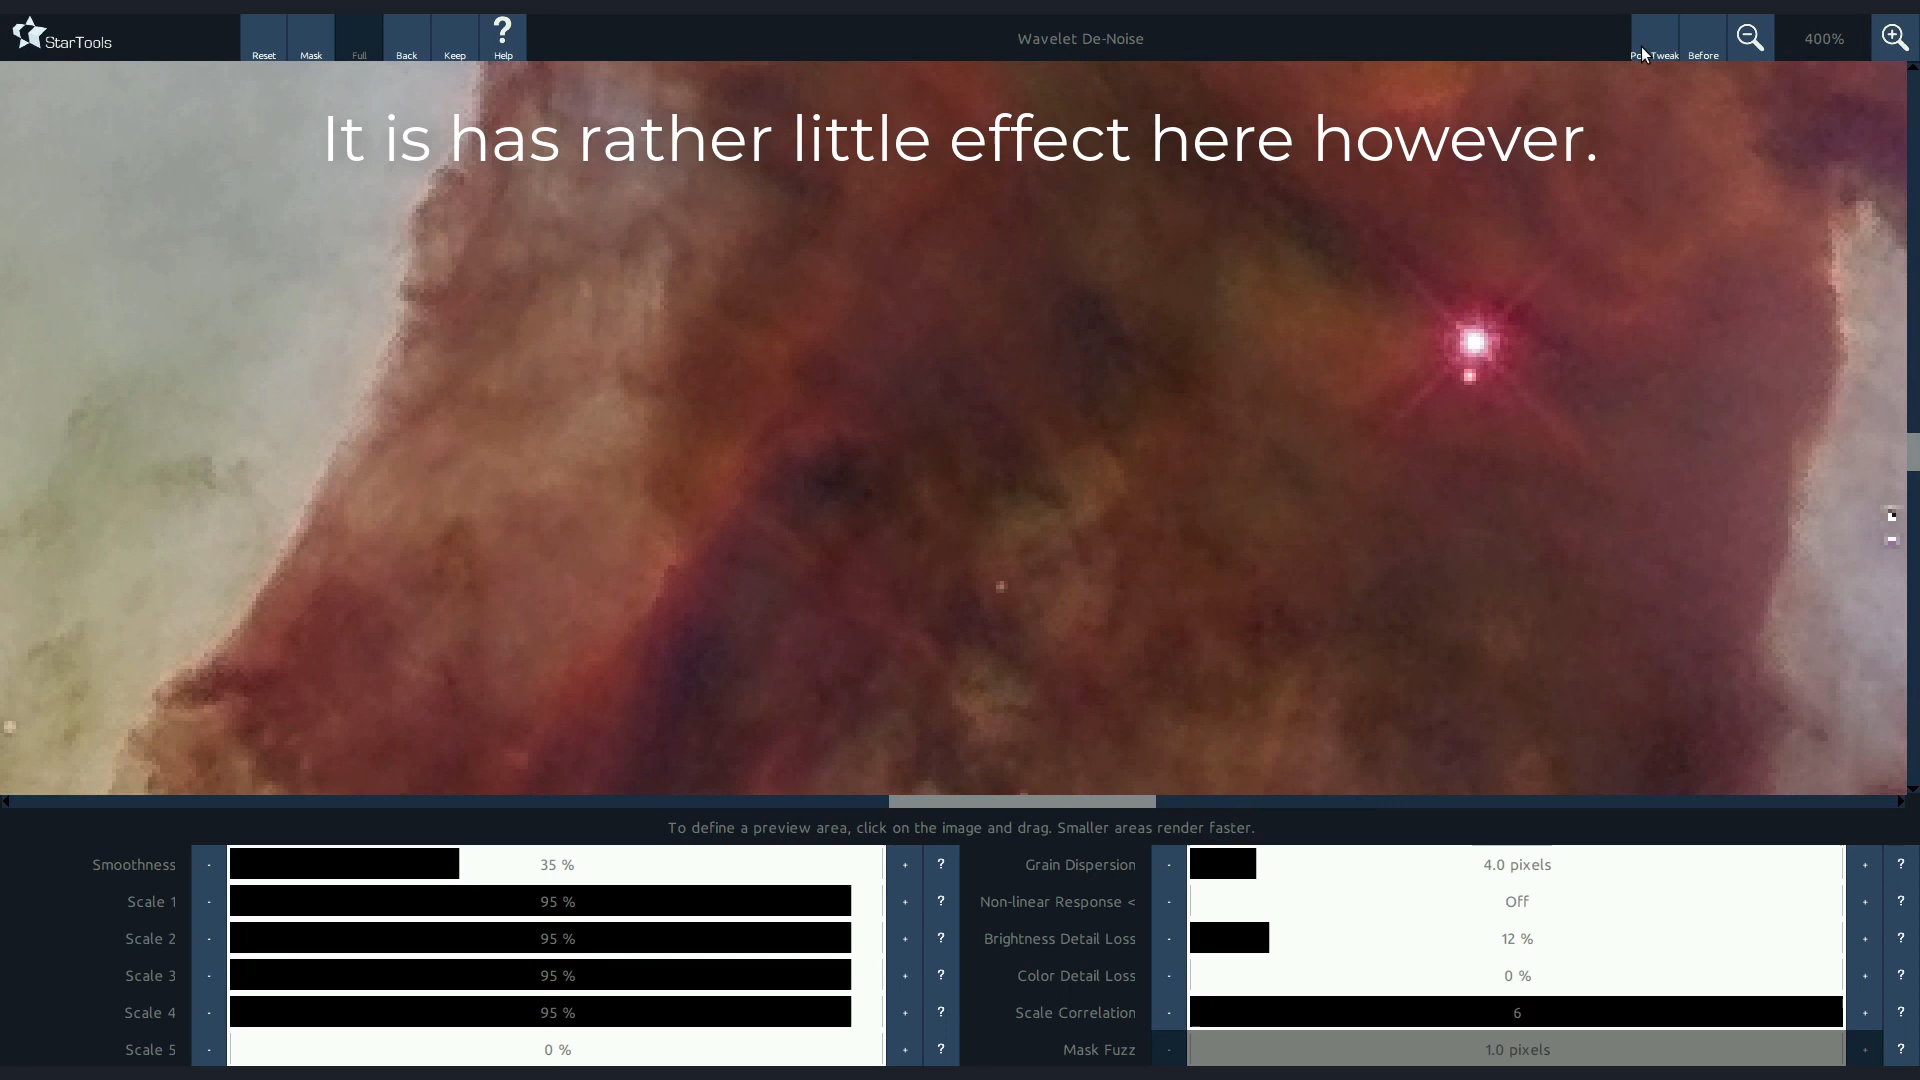 StarTools
Reset Mask Full Back Keep Help
Wavelet De-Noise
Tweak Before 400%
It is has rather little effect here however.
To define a preview area, click on the image and drag. Smaller areas render faster.
Smoothness - 35 % + ?
Scale 1 - 95 % + ?
Scale 2 - 95 % + ?
Scale 3 - 95 % + ?
Scale 4 - 95 % + ?
Scale 5 - 0 % + ?
Grain Dispersion - 4.0 pixels + ?
Non-linear Response < - Off + ?
Brightness Detail Loss - 12 % + ?
Color Detail Loss - 0 % + ?
Scale Correlation - 6 + ?
Mask Fuzz - 1.0 pixels + ?